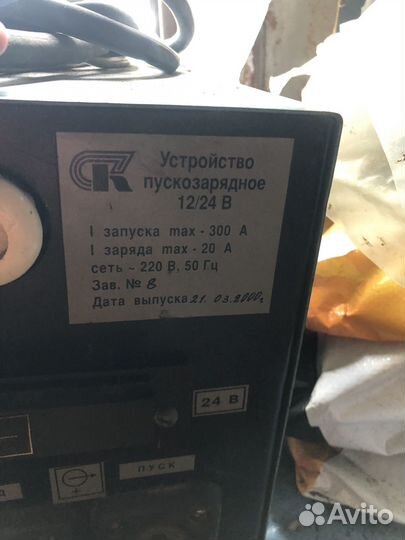 Устройство
пускозарядное
12/24 В
I запуска max - 300 А
I заряда max - 20 А
сеть ~ 220 В, 50 Гц
Зав. № 8
Дата выпуска 21.03.2000г.
24 В
ПУСК
Avito